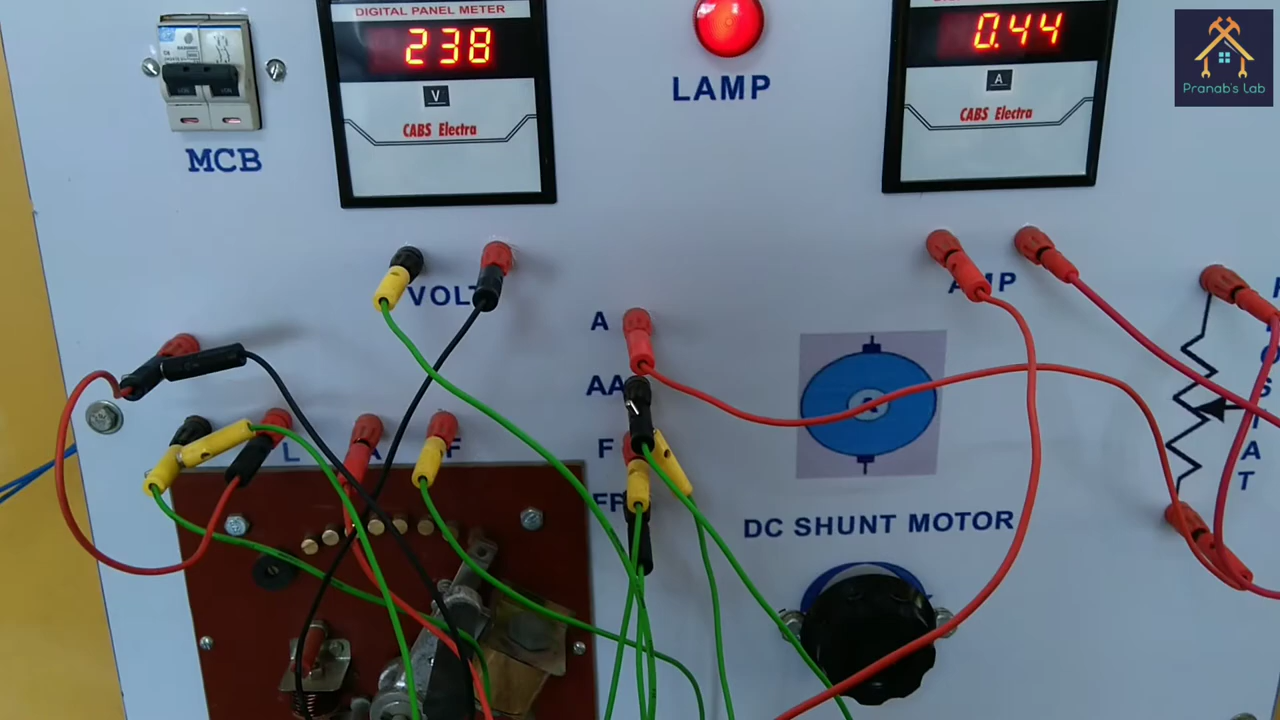 DIGITAL PANEL METER
238
V
CABS Electra
MCB
LAMP
0.44
A
CABS Electra
Pranab's Lab
VOLT
AMP
A
AA
F
FF
L
A
F
DC SHUNT MOTOR